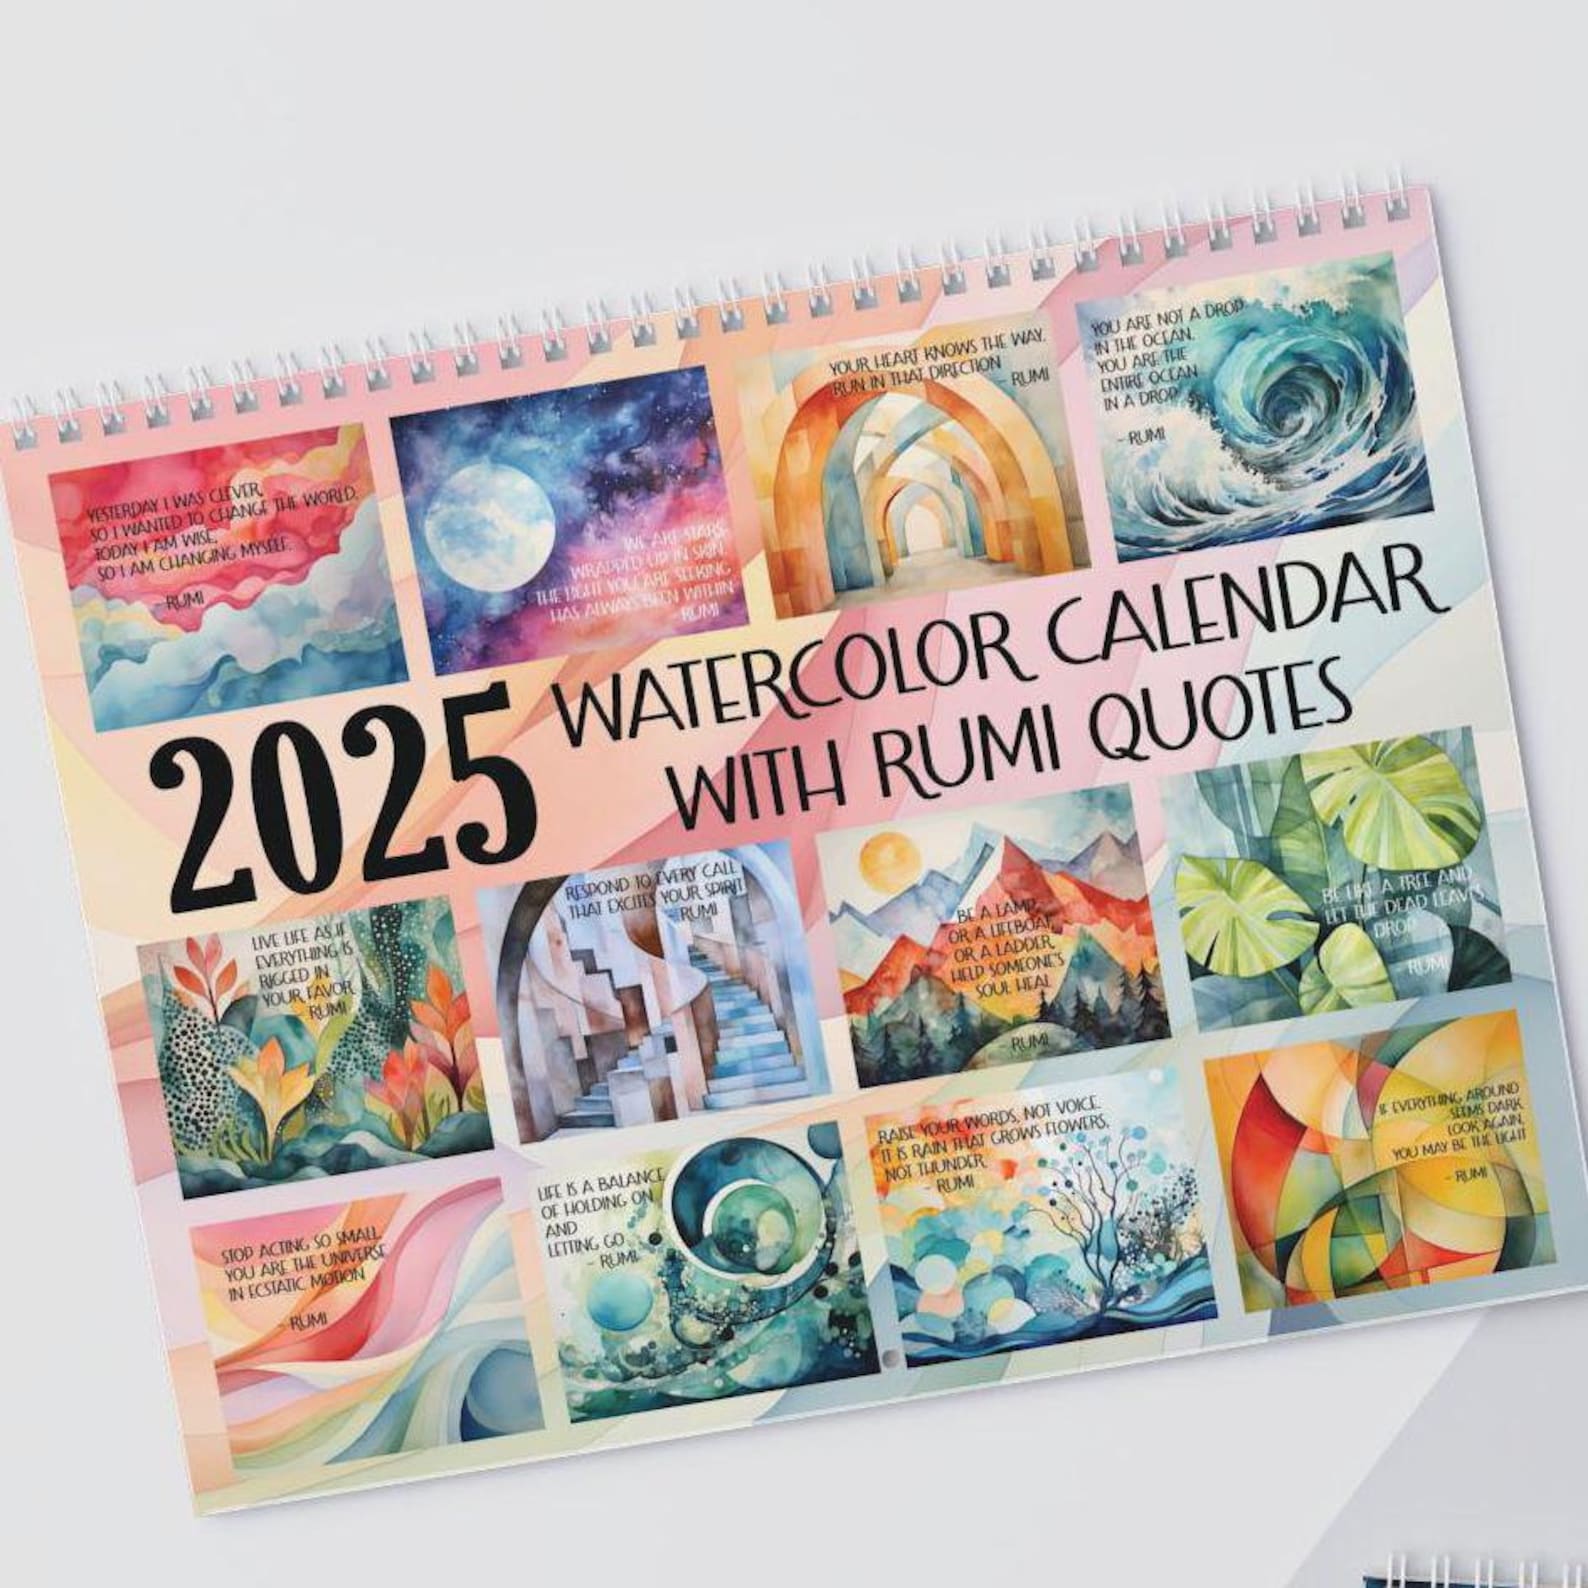 YESTERDAY I WAS CLEVER,
SO I WANTED TO CHANGE THE WORLD.
TODAY I AM WISE,
SO I AM CHANGING MYSELF.
- RUMI
WE ARE STARS
WRAPPED UP IN SKIN.
THE LIGHT YOU ARE SEEKING
HAS ALWAYS BEEN WITHIN
- RUMI
YOUR HEART KNOWS THE WAY.
RUN IN THAT DIRECTION
- RUMI
YOU ARE NOT A DROP
IN THE OCEAN.
YOU ARE THE
ENTIRE OCEAN
IN A DROP
- RUMI
2025 WATERCOLOR CALENDAR
WITH RUMI QUOTES
LIVE LIFE AS IF
EVERYTHING IS
RIGGED IN
YOUR FAVOR
- RUMI
RESPOND TO EVERY CALL
THAT EXCITES YOUR SPIRIT
- RUMI
BE A LAMP,
OR A LIFEBOAT,
OR A LADDER.
HELP SOMEONE'S
SOUL HEAL
- RUMI
BE LIKE A TREE AND
LET THE DEAD LEAVES
DROP
- RUMI
STOP ACTING SO SMALL.
YOU ARE THE UNIVERSE
IN ECSTATIC MOTION
- RUMI
LIFE IS A BALANCE
OF HOLDING ON
AND
LETTING GO
- RUMI
RAISE YOUR WORDS, NOT VOICE.
IT IS RAIN THAT GROWS FLOWERS,
NOT THUNDER.
- RUMI
IF EVERYTHING AROUND
SEEMS DARK,
LOOK AGAIN,
YOU MAY BE THE LIGHT
- RUMI